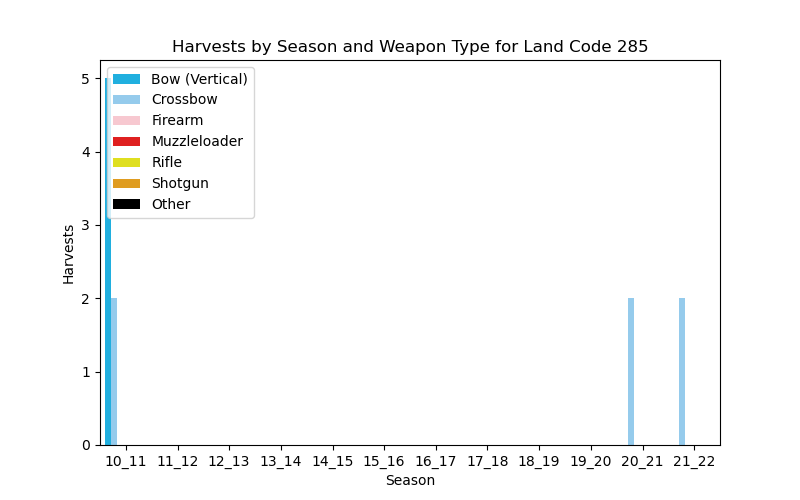 Harvests by Season and Weapon Type for Land Code 285
Bow (Vertical)
Crossbow
Firearm
Muzzleloader
Rifle
Shotgun
Other
5
4
3
2
1
0
Harvests
10_11 11_12 12_13 13_14 14_15 15_16 16_17 17_18 18_19 19_20 20_21 21_22
Season